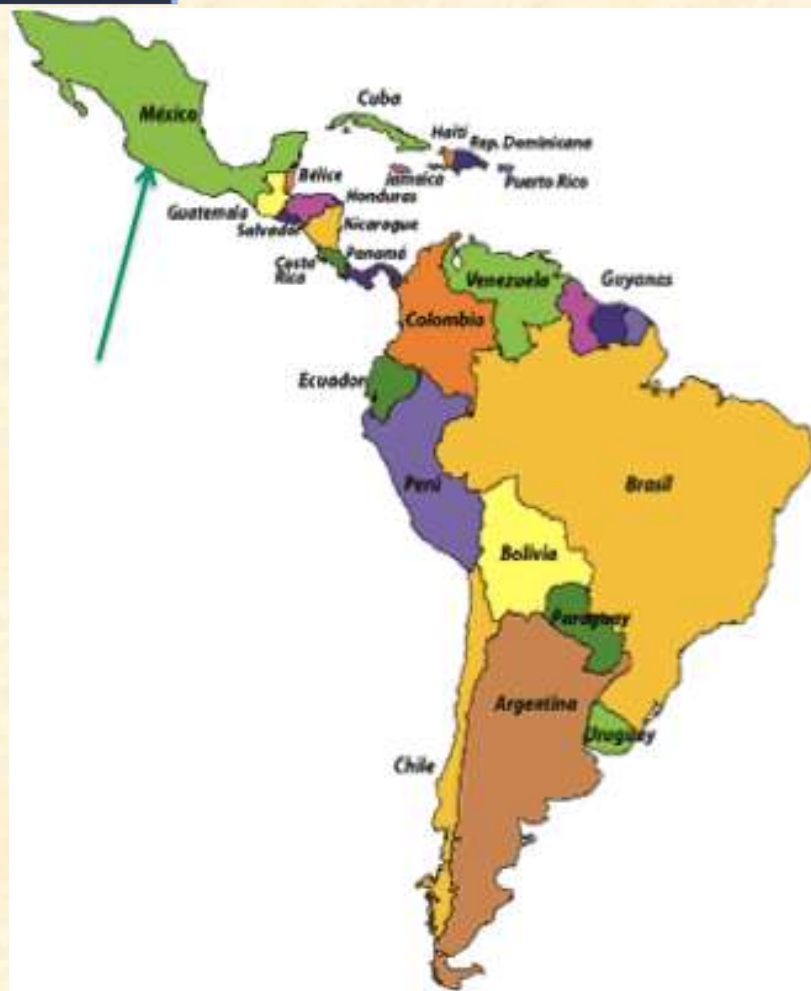 México
Cuba
Haití
Rep. Dominicana
Jamaica
Puerto Rico
Bélice
Honduras
Guatemala
Salvador
Nicaragua
Costa
Rica
Panamá
Venezuela
Guyanas
Colombia
Ecuador
Perú
Brasil
Bolivia
Paraguay
Argentina
Uruguay
Chile